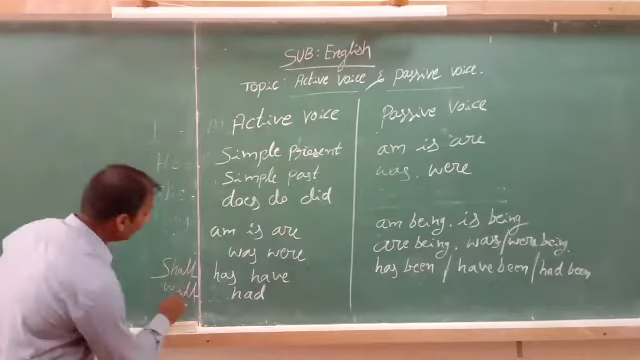 SUB: English
Topic: Active voice & Passive voice.
Active voice
Simple Present
Simple Past
does do did
am is are
was were
has have
had
Shall
will
Passive voice
am is are
was. were
am being. is being
are being. was/were being
has been / have been / had been